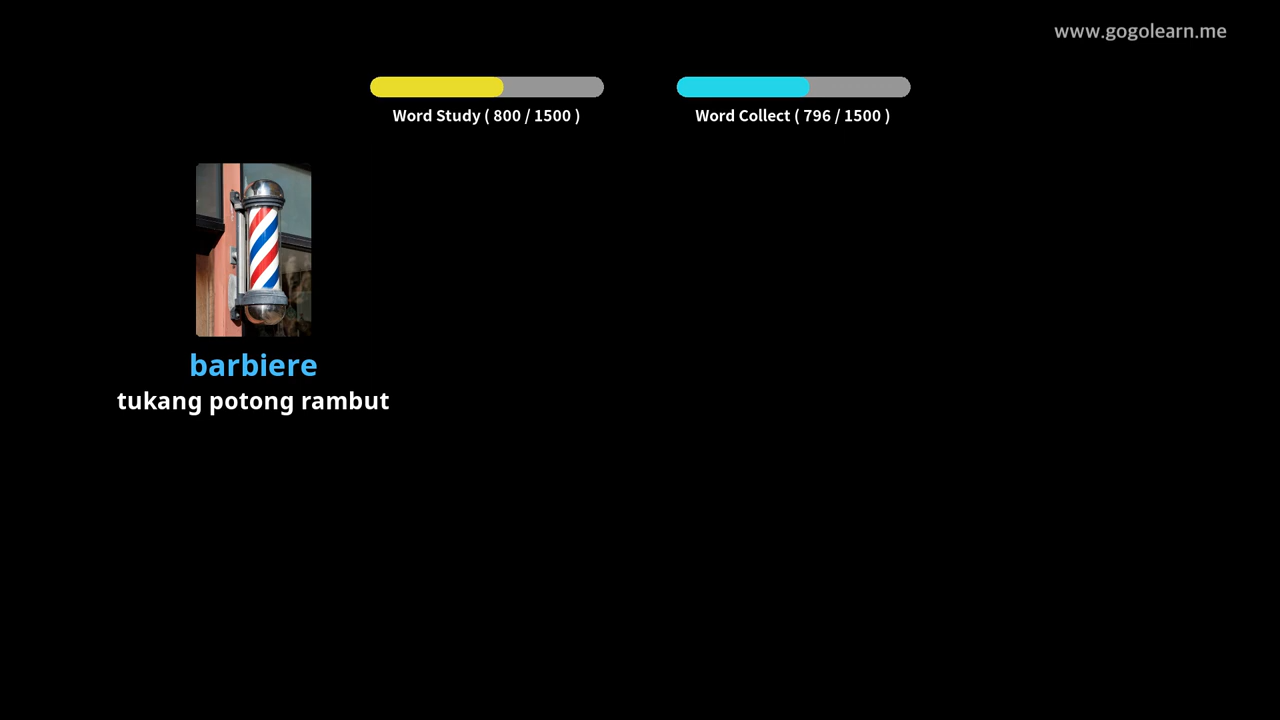 www.gogolearn.me
Word Study ( 800 / 1500 )
Word Collect ( 796 / 1500 )
barbiere
tukang potong rambut